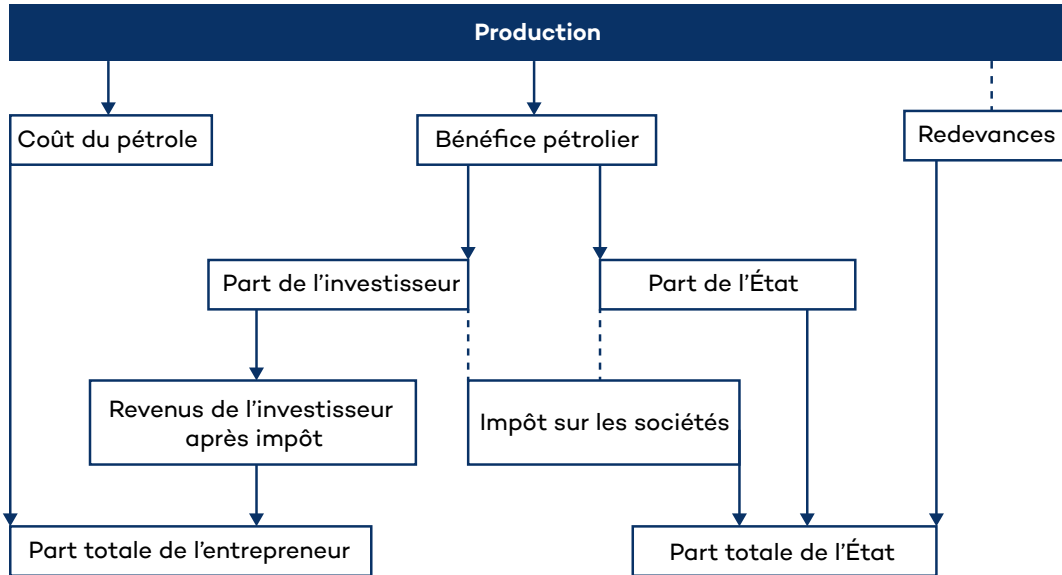 Production
Coût du pétrole
Bénéfice pétrolier
Redevances
Part de l'investisseur
Part de l'État
Revenus de l'investisseur
après impôt
Impôt sur les sociétés
Part totale de l'entrepreneur
Part totale de l'État